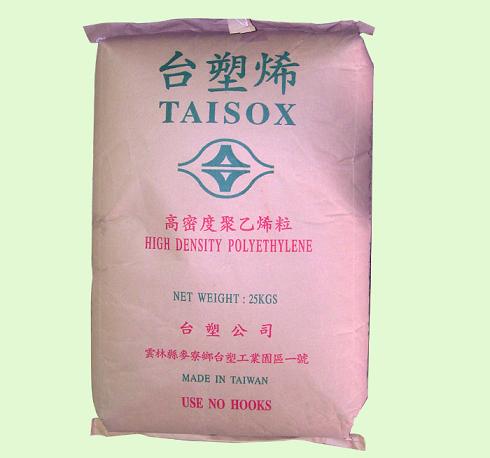 台塑烯
TAISOX
高密度聚乙烯粒
HIGH DENSITY POLYETHYLENE
NET WEIGHT : 25KGS
台塑公司
雲林縣麥寮鄉台塑工業園區一號
MADE IN TAIWAN
USE NO HOOKS